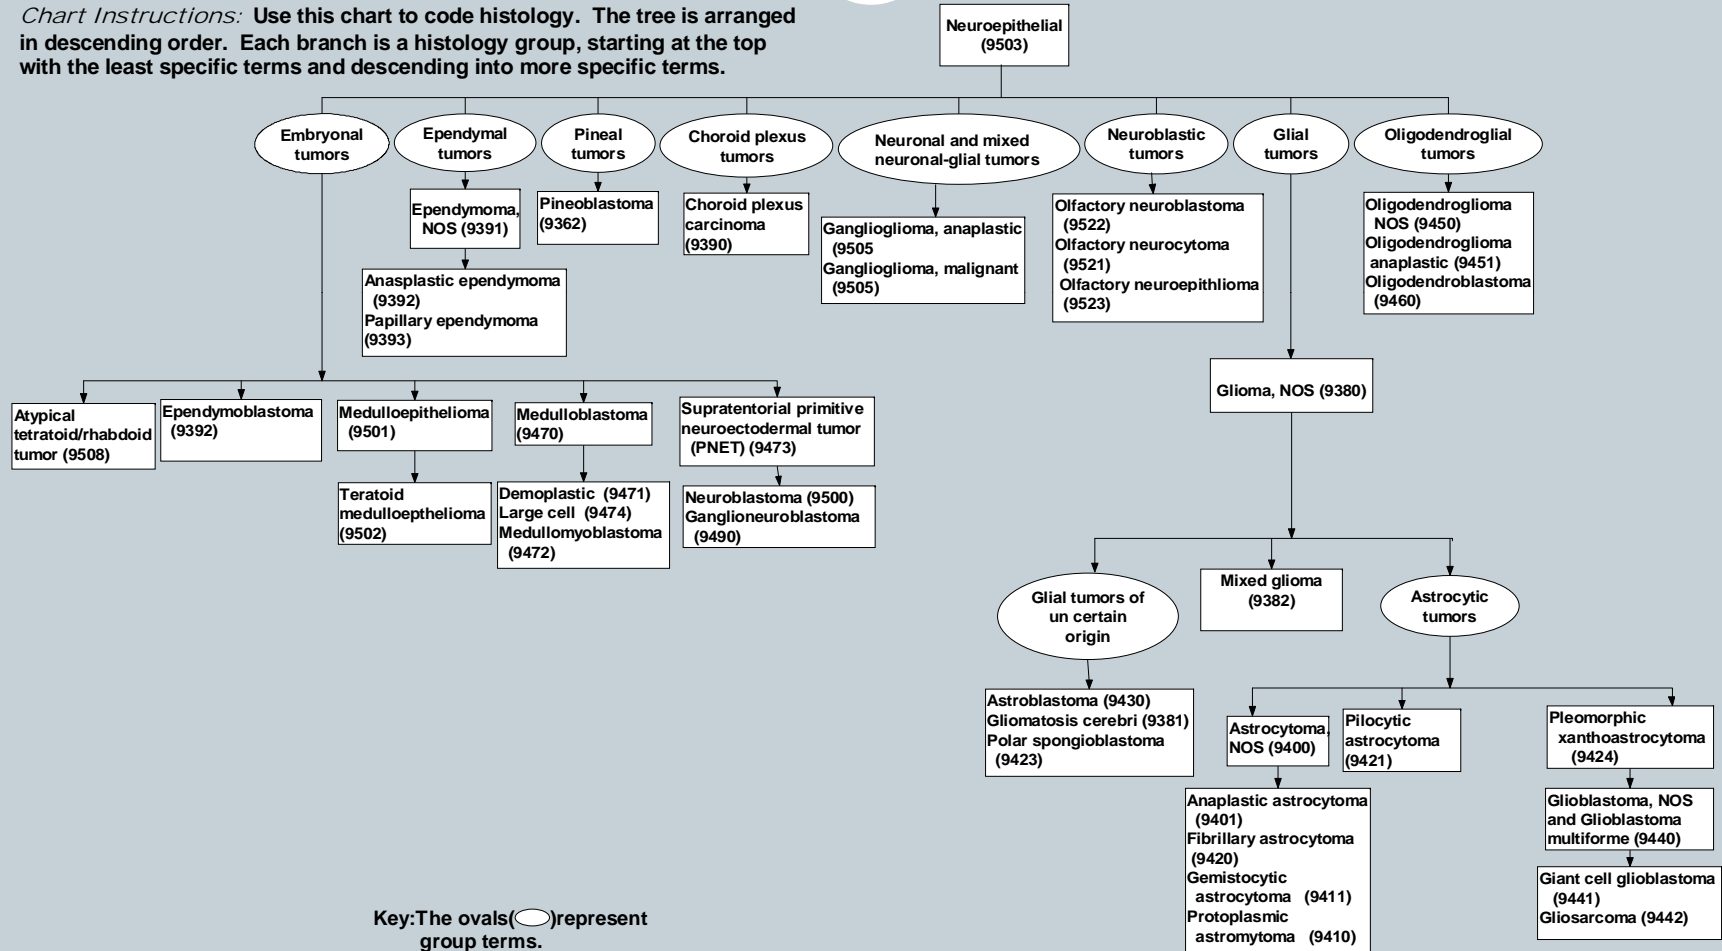 Chart Instructions: Use this chart to code histology. The tree is arranged
in descending order. Each branch is a histology group, starting at the top
with the least specific terms and descending into more specific terms.
Neuroepithelial
(9503)
Embryonal
tumors
Ependymal
tumors
Pineal
tumors
Choroid plexus
tumors
Neuronal and mixed
neuronal-glial tumors
Neuroblastic
tumors
Glial
tumors
Oligodendroglial
tumors
Ependymoma,
NOS (9391)
Anasplastic ependymoma
(9392)
Papillary ependymoma
(9393)
Pineoblastoma
(9362)
Choroid plexus
carcinoma
(9390)
Ganglioglioma, anaplastic
(9505
Ganglioglioma, malignant
(9505)
Olfactory neuroblastoma
(9522)
Olfactory neurocytoma
(9521)
Olfactory neuroepithlioma
(9523)
Oligodendroglioma
NOS (9450)
Oligodendroglioma
anaplastic (9451)
Oligodendroblastoma
(9460)
Glioma, NOS (9380)
Atypical
tetratoid/rhabdoid
tumor (9508)
Ependymoblastoma
(9392)
Medulloepithelioma
(9501)
Medulloblastoma
(9470)
Supratentorial primitive
neuroectodermal tumor
(PNET) (9473)
Teratoid
medulloepthelioma
(9502)
Demoplastic (9471)
Large cell (9474)
Medullomyoblastoma
(9472)
Neuroblastoma (9500)
Ganglioneuroblastoma
(9490)
Glial tumors of
un certain
origin
Mixed glioma
(9382)
Astrocytic
tumors
Astroblastoma (9430)
Gliomatosis cerebri (9381)
Polar spongioblastoma
(9423)
Astrocytoma,
NOS (9400)
Pilocytic
astrocytoma
(9421)
Pleomorphic
xanthoastrocytoma
(9424)
Anaplastic astrocytoma
(9401)
Fibrillary astrocytoma
(9420)
Gemistocytic
astrocytoma (9411)
Protoplasmic
astromytoma (9410)
Glioblastoma, NOS
and Glioblastoma
multiforme (9440)
Giant cell glioblastoma
(9441)
Gliosarcoma (9442)
Key:The ovals( )represent
group terms.